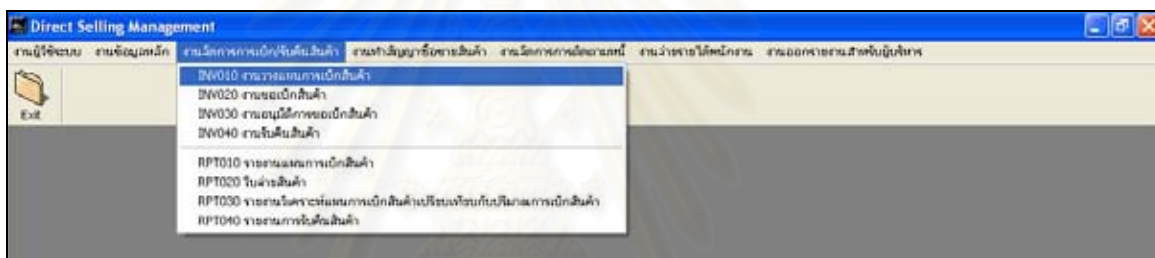 Direct Selling Management
งานผู้ใช้ระบบ งานข้อมูลหลัก งานจัดการการเบิก/รับคืนสินค้า งานทำสัญญาซื้อขายสินค้า งานจัดการการติดตามหนี้ งานจ่ายรายได้พนักงาน งานออกรายงานสำหรับผู้บริหาร
Exit
INV010 งานวางแผนการเบิกสินค้า
INV020 งานขอเบิกสินค้า
INV030 งานอนุมัติการขอเบิกสินค้า
INV040 งานรับคืนสินค้า
RPT010 รายงานแผนการเบิกสินค้า
RPT020 ใบจ่ายสินค้า
RPT030 รายงานวิเคราะห์แผนการเบิกสินค้าเปรียบเทียบกับปริมาณการเบิกสินค้า
RPT040 รายงานการรับคืนสินค้า